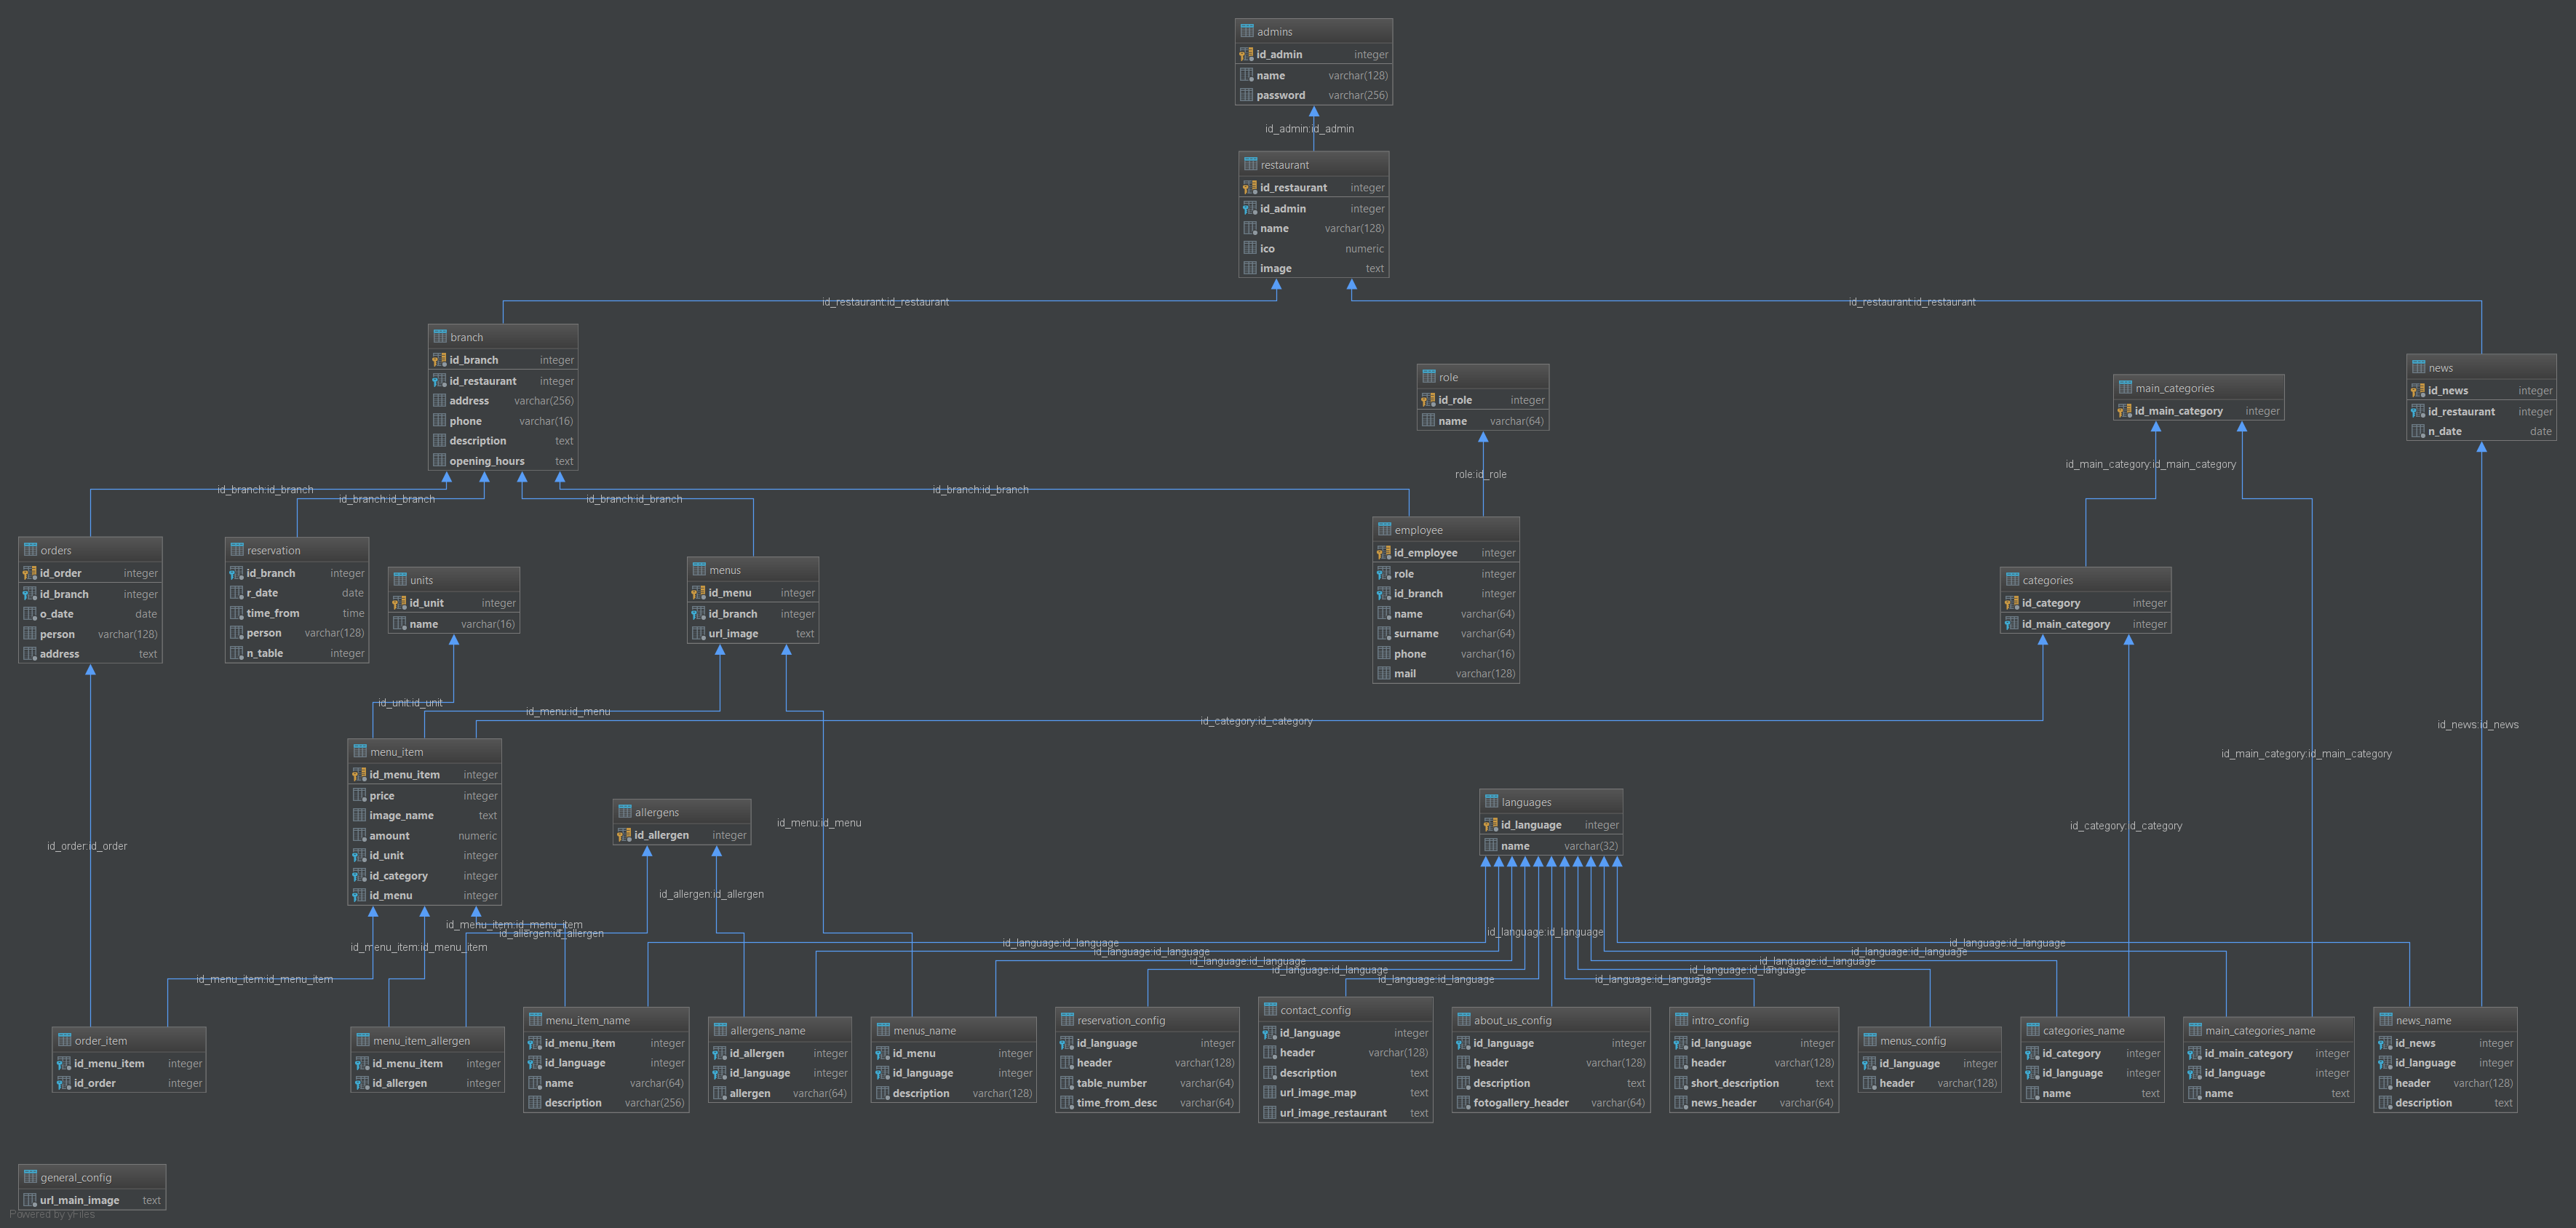 admins
id_admin integer
name varchar(128)
password varchar(256)
id_admin:id_admin
restaurant
id_restaurant integer
id_admin integer
name varchar(128)
ico numeric
image text
id_restaurant:id_restaurant
id_restaurant:id_restaurant
branch
id_branch integer
id_restaurant integer
address varchar(256)
phone varchar(16)
description text
opening_hours text
role
id_role integer
name varchar(64)
main_categories
id_main_category integer
news
id_news integer
id_restaurant integer
n_date date
id_branch:id_branch
id_branch:id_branch
id_branch:id_branch
id_branch:id_branch
role:id_role
id_main_category:id_main_category
orders
id_order integer
id_branch integer
o_date date
person varchar(128)
address text
reservation
id_branch integer
r_date date
time_from time
person varchar(128)
n_table integer
units
id_unit integer
name varchar(16)
menus
id_menu integer
id_branch integer
url_image text
employee
id_employee integer
role integer
id_branch integer
name varchar(64)
surname varchar(64)
phone varchar(16)
mail varchar(128)
categories
id_category integer
id_main_category integer
id_unit:id_unit
id_menu:id_menu
id_category:id_category
id_news:id_news
id_main_category:id_main_category
menu_item
id_menu_item integer
price integer
image_name text
amount numeric
id_unit integer
id_category integer
id_menu integer
allergens
id_allergen integer
id_menu:id_menu
languages
id_language integer
name varchar(32)
id_category:id_category
id_order:id_order
id_allergen:id_allergen
id_menu_item:id_menu_item
id_allergen:id_allergen
id_menu_item:id_menu_item
id_menu_item:id_menu_item
id_language:id_language
id_language:id_language
id_language:id_language
id_language:id_language
id_language:id_language
id_language:id_language
id_language:id_language
id_language:id_language
id_language:id_language
id_language:id_language
id_language:id_language
order_item
id_menu_item integer
id_order integer
menu_item_allergen
id_menu_item integer
id_allergen integer
menu_item_name
id_menu_item integer
id_language integer
name varchar(64)
description varchar(256)
allergens_name
id_allergen integer
id_language integer
allergen varchar(64)
menus_name
id_menu integer
id_language integer
description varchar(128)
reservation_config
id_language integer
header varchar(128)
table_number varchar(64)
time_from_desc varchar(64)
contact_config
id_language integer
header varchar(128)
description text
url_image_map text
url_image_restaurant text
about_us_config
id_language integer
header varchar(128)
description text
fotogallery_header varchar(64)
intro_config
id_language integer
header varchar(128)
short_description text
news_header varchar(64)
menus_config
id_language integer
header varchar(128)
categories_name
id_category integer
id_language integer
name text
main_categories_name
id_main_category integer
id_language integer
name text
news_name
id_news integer
id_language integer
header varchar(128)
description text
general_config
url_main_image text
Powered by yFiles